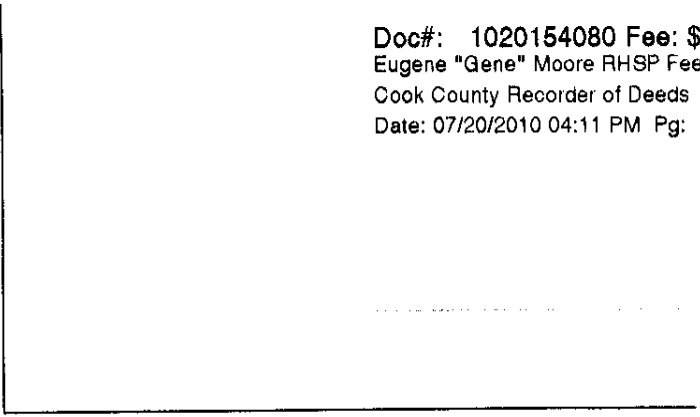 Doc#: 1020154080 Fee: $
Eugene "Gene" Moore RHSP Fee
Cook County Recorder of Deeds
Date: 07/20/2010 04:11 PM Pg: